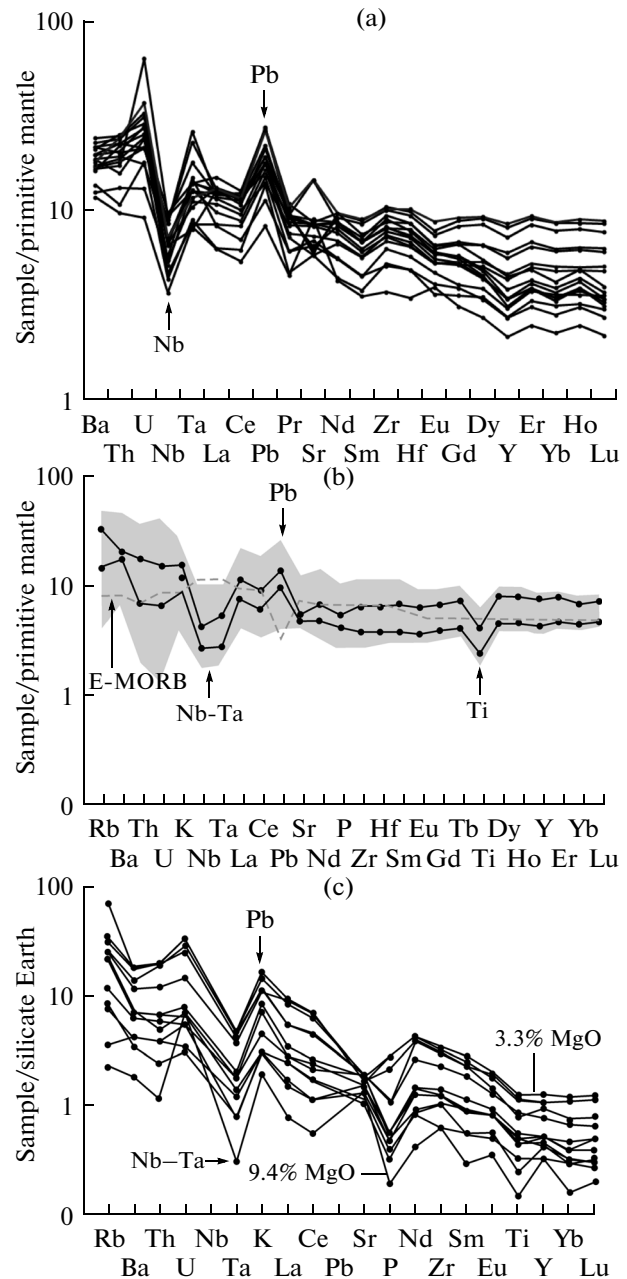 (a)
100
Pb
Sample/primitive mantle
10
Nb
1
Ba U Ta Ce Pr Nd Zr Eu Dy Er Ho
Th Nb La Pb Sr Sm Hf Gd Y Yb Lu
(b)
100
Pb
Sample/primitive mantle
10
E-MORB
1
Nb-Ta
Ti
0
Rb Th K Ta Ce Sr P Hf Eu Tb Dy Y Yb
Ba U Nb La Pb Nd Zr Sm Gd Ti Ho Er Lu
(c)
100
Pb
Sample/silicate Earth
10
3.3% MgO
1
Nb–Ta
9.4% MgO
0
Rb Th Nb K Ce Sr Nd Sm Ti Yb
Ba U Ta La Pb P Zr Eu Y Lu